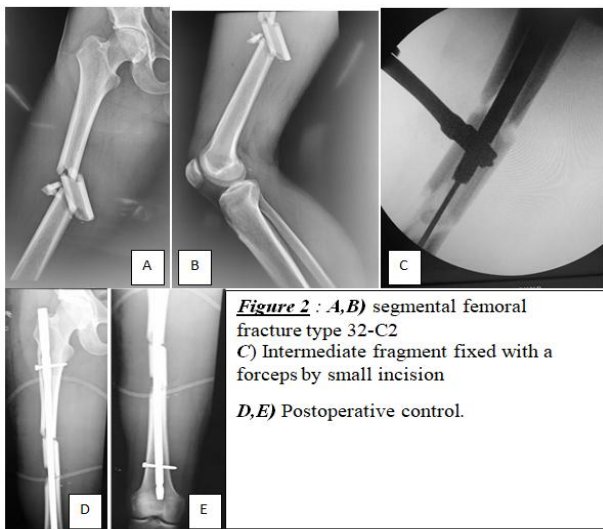 A
B
C
D
E
Figure 2 : A,B) segmental femoral
fracture type 32-C2
C) Intermediate fragment fixed with a
forceps by small incision
D,E) Postoperative control.